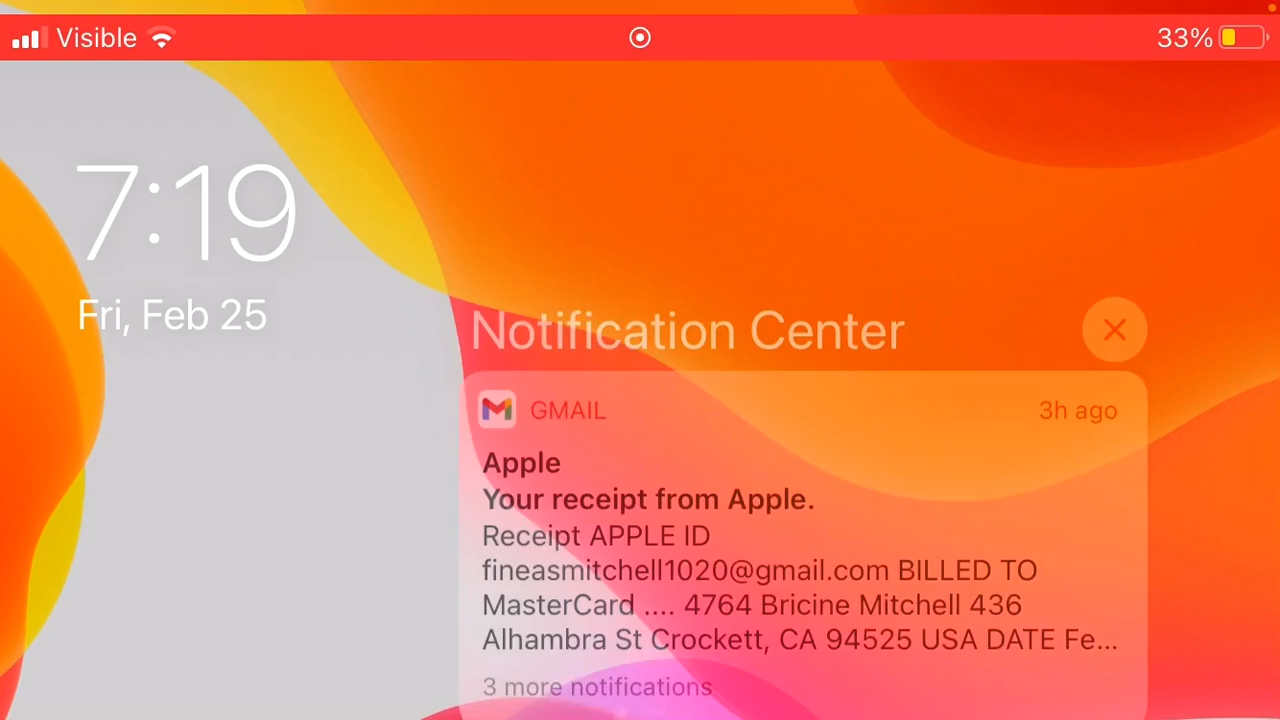 Visible 33%
7:19
Fri, Feb 25
Notification Center
GMAIL 3h ago
Apple
Your receipt from Apple.
Receipt APPLE ID
fineasmitchell1020@gmail.com BILLED TO
MasterCard .... 4764 Bricine Mitchell 436
Alhambra St Crockett, CA 94525 USA DATE Fe...
3 more notifications